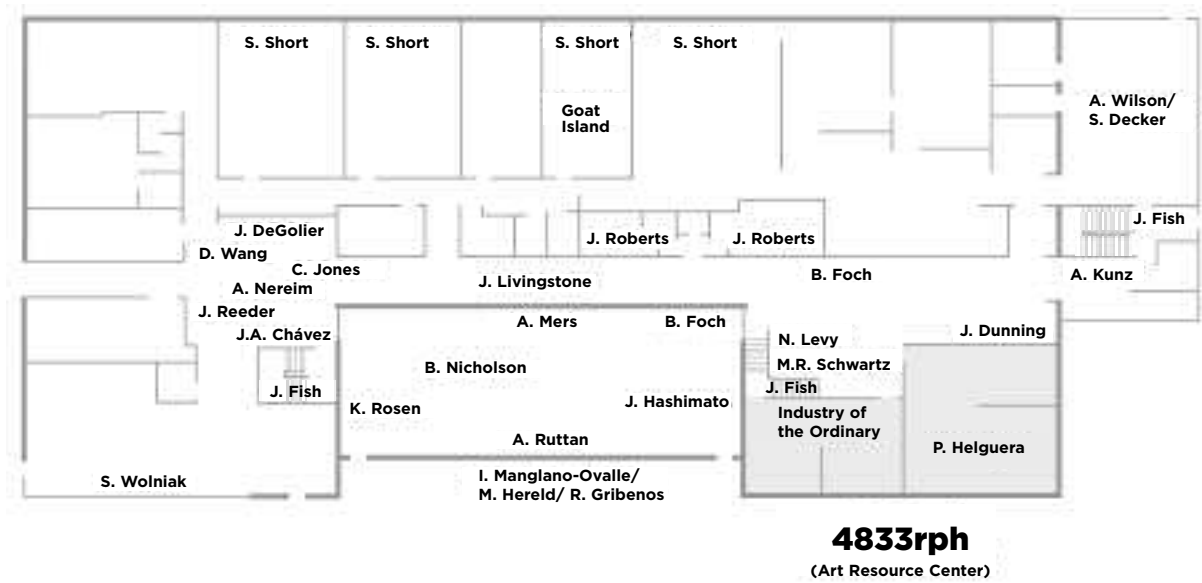 S. Short
S. Short
S. Short
S. Short
Goat
Island
A. Wilson/
S. Decker
J. DeGolier
J. Roberts
J. Roberts
J. Fish
D. Wang
C. Jones
J. Livingstone
B. Foch
A. Kunz
A. Nereim
J. Reeder
A. Mers
B. Foch
J.A. Chávez
N. Levy
J. Dunning
M.R. Schwartz
B. Nicholson
J. Fish
J. Fish
K. Rosen
J. Hashimato
Industry of
the Ordinary
A. Ruttan
P. Helguera
S. Wolniak
I. Manglano-Ovalle/
M. Hereld/ R. Gribenos
4833rph
(Art Resource Center)